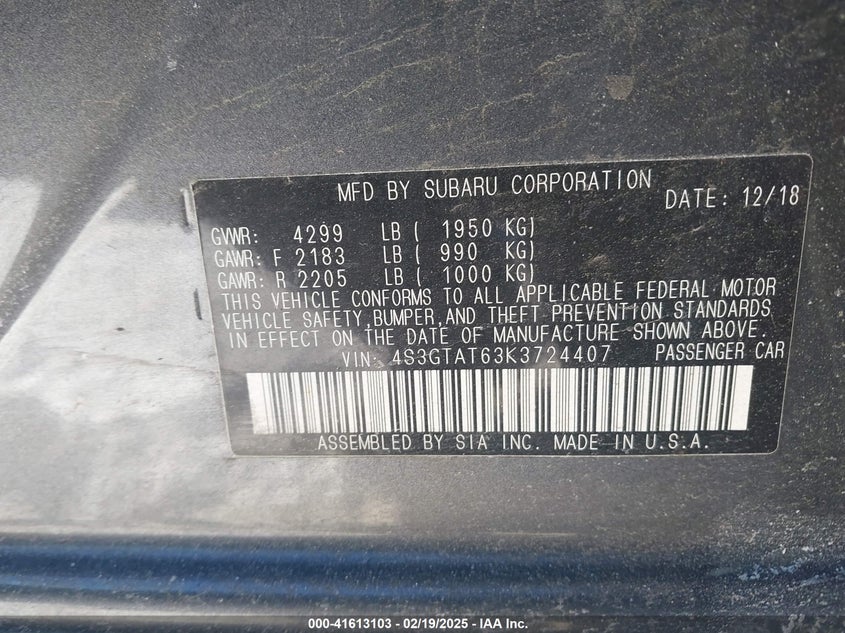 MFD BY SUBARU CORPORATION DATE: 12/18
GVWR: 4299 LB ( 1950 KG)
GAWR: F 2183 LB ( 990 KG)
GAWR: R 2205 LB ( 1000 KG)
THIS VEHICLE CONFORMS TO ALL APPLICABLE FEDERAL MOTOR
VEHICLE SAFETY,BUMPER,AND THEFT PREVENTION STANDARDS
IN EFFECT ON THE DATE OF MANUFACTURE SHOWN ABOVE.
VIN: 4S3GTAT63K3724407 PASSENGER CAR
ASSEMBLED BY SIA INC. MADE IN U.S.A.
000-41613103 - 02/19/2025 - IAA Inc.